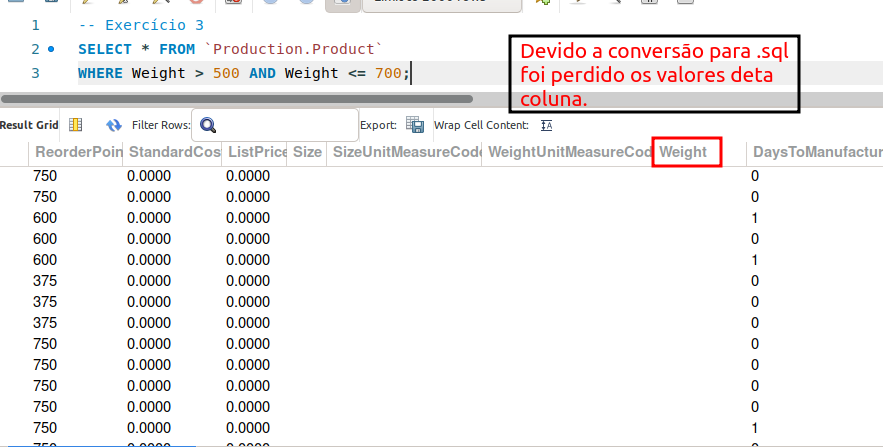 1 -- Exercício 3
2 SELECT * FROM `Production.Product`
3 WHERE Weight > 500 AND Weight <= 700;
Devido a conversão para .sql
foi perdido os valores deta
coluna.
Result Grid Filter Rows: Export: Wrap Cell Content:
ReorderPoin StandardCos ListPrice Size SizeUnitMeasureCode WeightUnitMeasureCod Weight DaysToManufactur
750 0.0000 0.0000 0
750 0.0000 0.0000 0
600 0.0000 0.0000 1
600 0.0000 0.0000 0
600 0.0000 0.0000 1
375 0.0000 0.0000 0
375 0.0000 0.0000 0
375 0.0000 0.0000 0
750 0.0000 0.0000 0
750 0.0000 0.0000 0
750 0.0000 0.0000 0
750 0.0000 0.0000 0
750 0.0000 0.0000 1